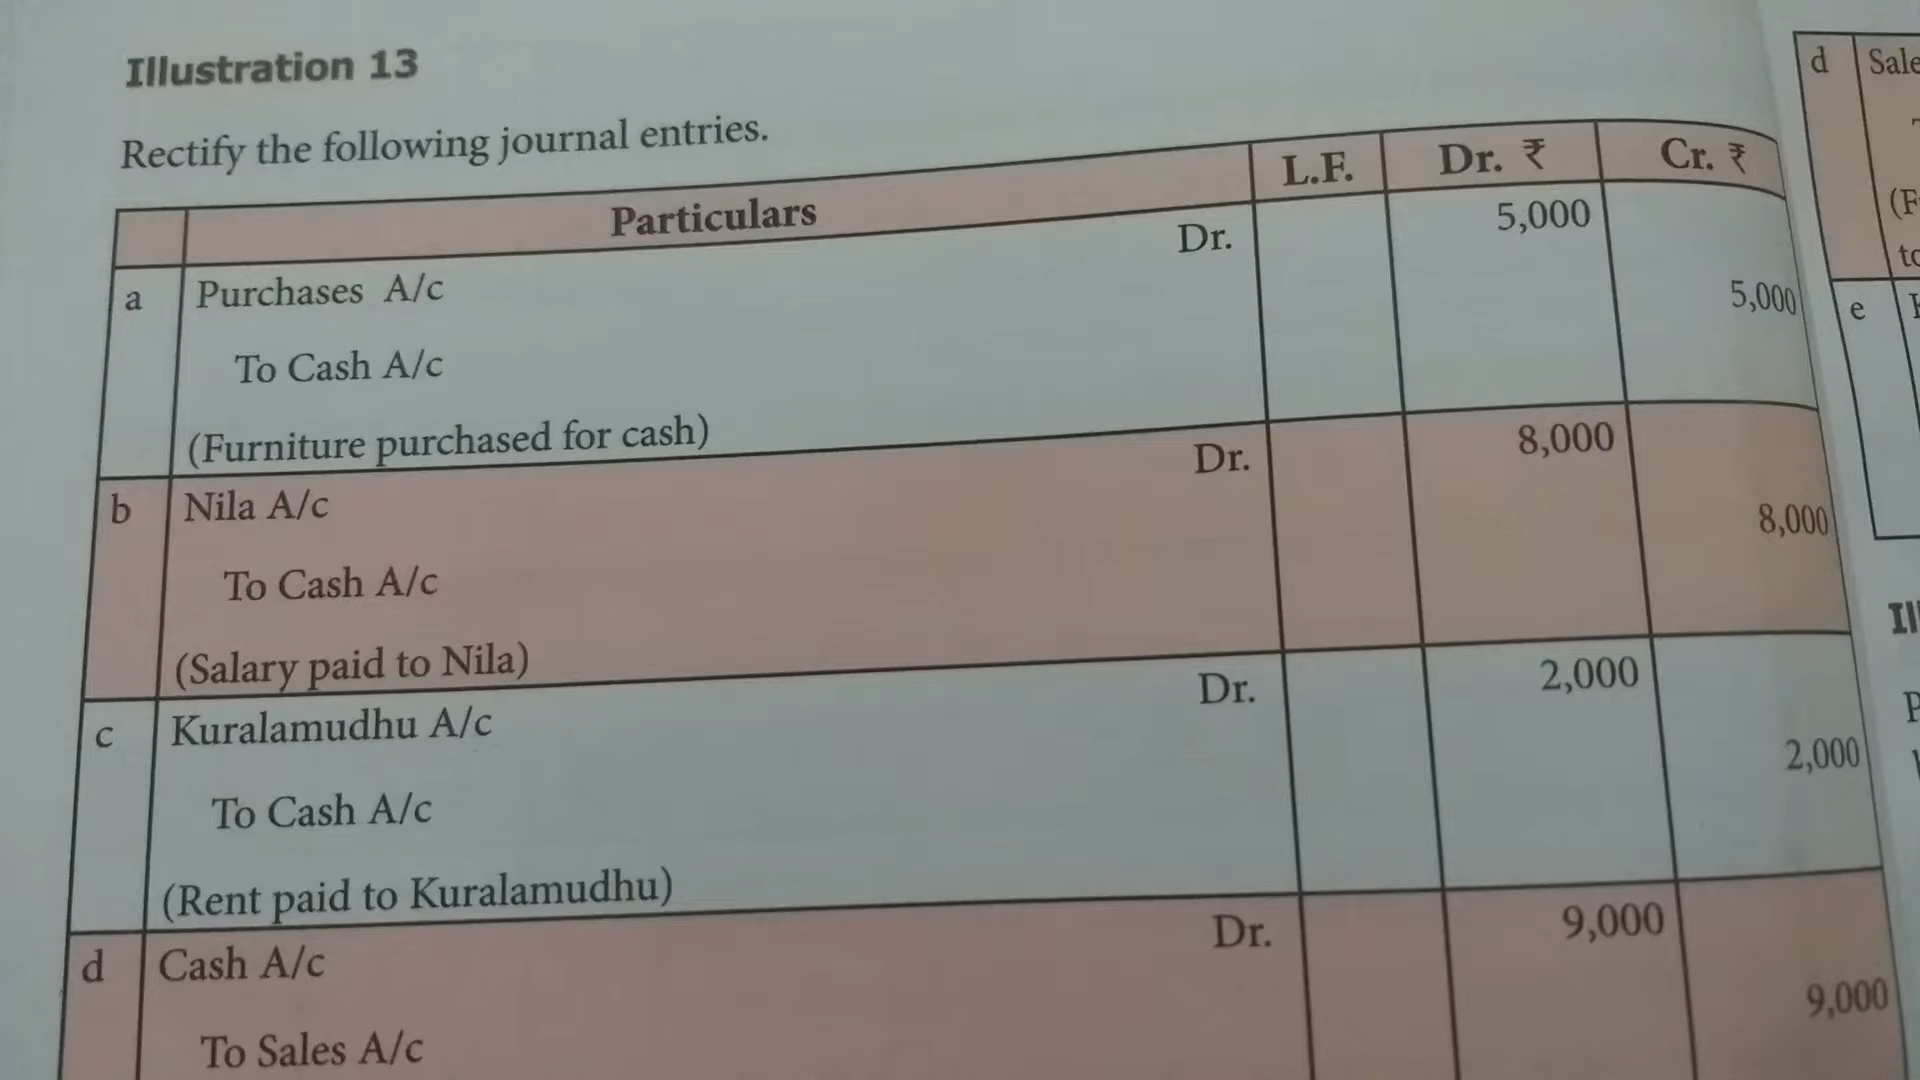 Illustration 13
Rectify the following journal entries.
Particulars L.F. Dr. ₹ Cr. ₹
a Purchases A/c Dr. 5,000
To Cash A/c 5,000
(Furniture purchased for cash)
b Nila A/c Dr. 8,000
To Cash A/c 8,000
(Salary paid to Nila)
c Kuralamudhu A/c Dr. 2,000
To Cash A/c 2,000
(Rent paid to Kuralamudhu)
d Cash A/c Dr. 9,000
To Sales A/c 9,000
d Sale
(F
to
e
Ill